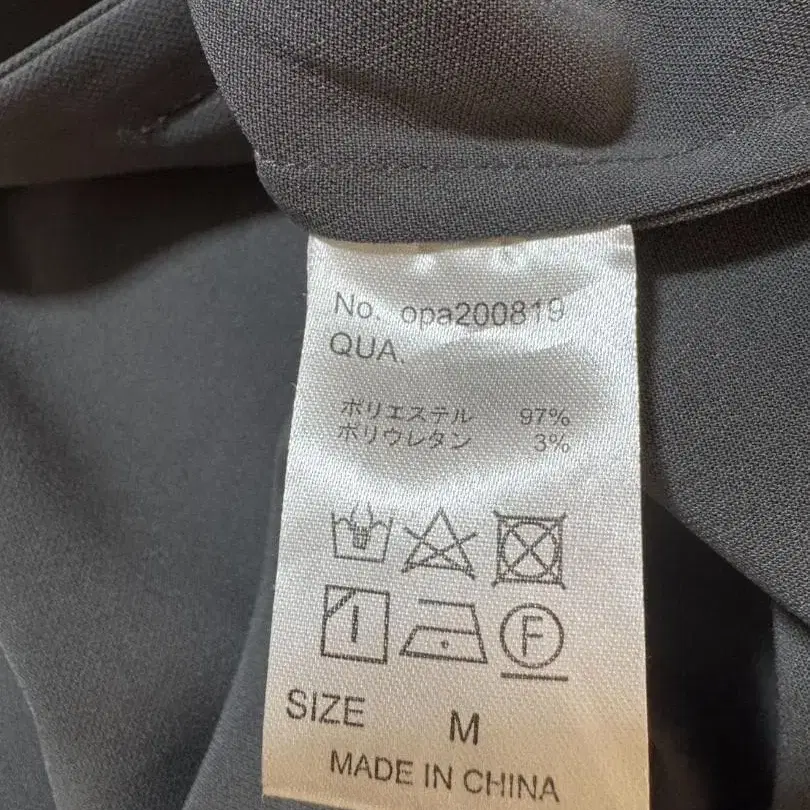 No. opa200819
QUA.
ポリエステル 97%
ポリウレタン 3%
F
SIZE M
MADE IN CHINA